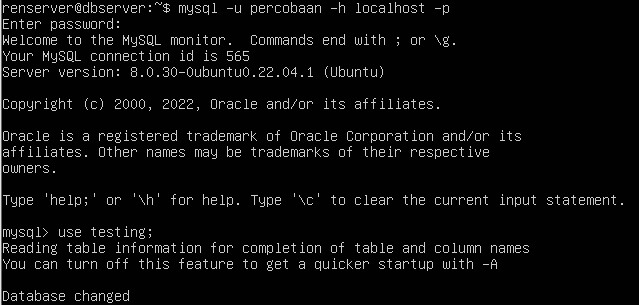 renserver@dbserver:~$ mysql -u percobaan -h localhost -p
Enter password:
Welcome to the MySQL monitor.  Commands end with ; or \g.
Your MySQL connection id is 565
Server version: 8.0.30-0ubuntu0.22.04.1 (Ubuntu)

Copyright (c) 2000, 2022, Oracle and/or its affiliates.

Oracle is a registered trademark of Oracle Corporation and/or its
affiliates. Other names may be trademarks of their respective
owners.

Type 'help;' or '\h' for help. Type '\c' to clear the current input statement.

mysql> use testing;
Reading table information for completion of table and column names
You can turn off this feature to get a quicker startup with -A

Database changed